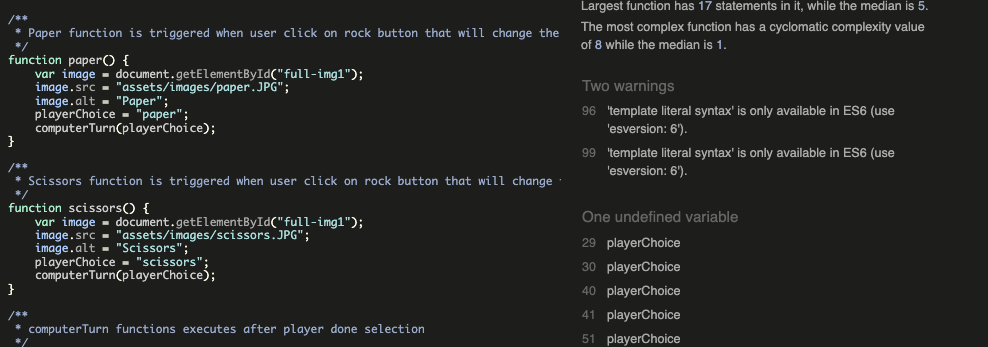 /**
 * Paper function is triggered when user click on rock button that will change the
 */
function paper() {
    var image = document.getElementById("full-img1");
    image.src = "assets/images/paper.JPG";
    image.alt = "Paper";
    playerChoice = "paper";
    computerTurn(playerChoice);
}
/**
 * Scissors function is triggered when user click on rock button that will change
 */
function scissors() {
    var image = document.getElementById("full-img1");
    image.src = "assets/images/scissors.JPG";
    image.alt = "Scissors";
    playerChoice = "scissors";
    computerTurn(playerChoice);
}
/**
 * computerTurn functions executes after player done selection
 */
Largest function has 17 statements in it, while the median is 5.
The most complex function has a cyclomatic complexity value
of 8 while the median is 1.
Two warnings
96 'template literal syntax' is only available in ES6 (use
'esversion: 6').
99 'template literal syntax' is only available in ES6 (use
'esversion: 6').
One undefined variable
29 playerChoice
30 playerChoice
40 playerChoice
41 playerChoice
51 playerChoice